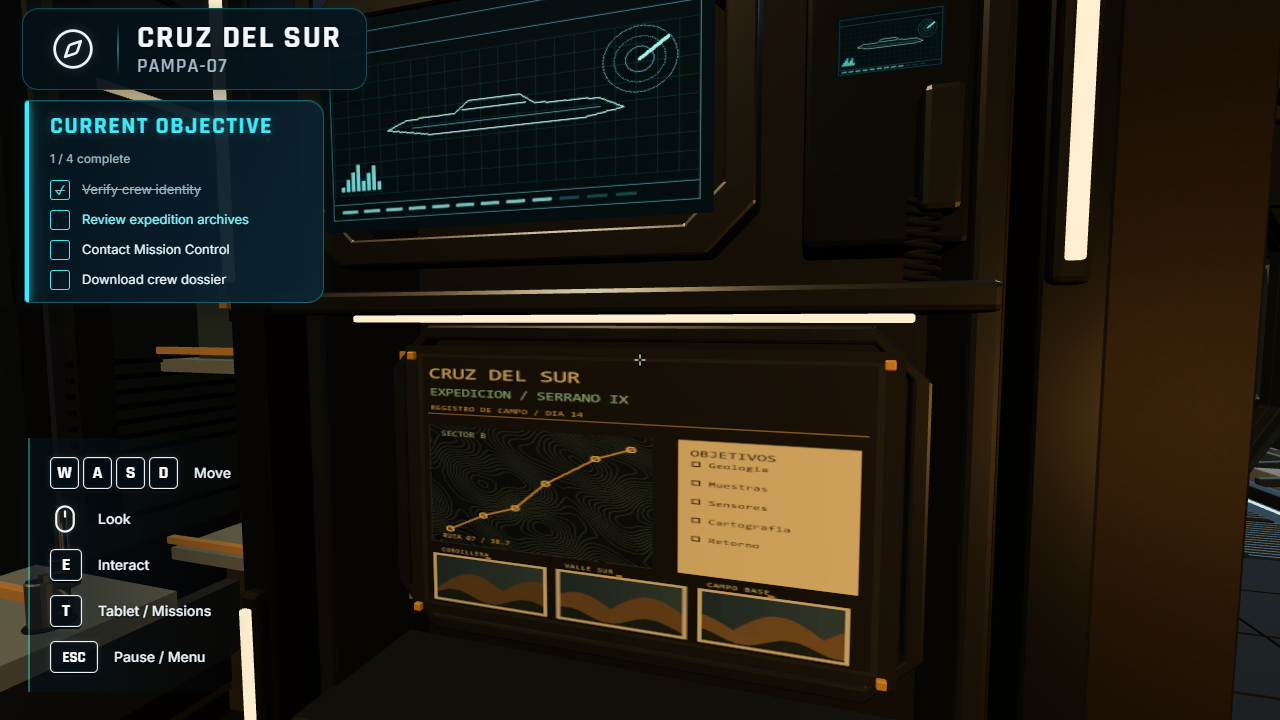 CRUZ DEL SUR
PAMPA-07
CURRENT OBJECTIVE
1 / 4 complete
Verify crew identity
Review expedition archives
Contact Mission Control
Download crew dossier
W A S D Move
Look
E Interact
T Tablet / Missions
ESC Pause / Menu
CRUZ DEL SUR
EXPEDICION / SERRANO IX
REGISTRO DE CAMPO / DIA 14
SECTOR B
RUTA 07 / 38.7
OBJETIVOS
Geologia
Muestras
Sensores
Cartografia
Retorno
CORDILLERA
VALLE SUR
CAMPO BASE